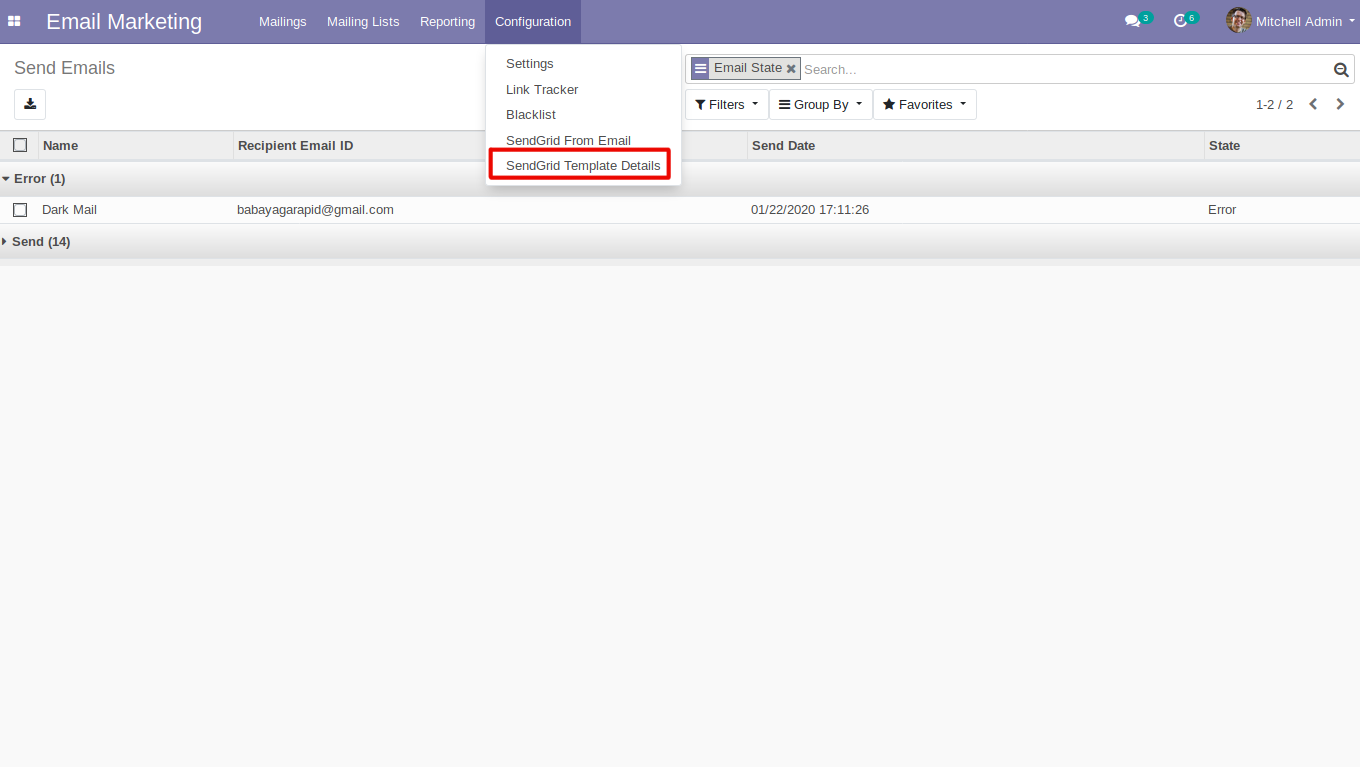 Email Marketing Mailings Mailing Lists Reporting Configuration 3 6 Mitchell Admin
Send Emails
Settings
Link Tracker
Blacklist
SendGrid From Email
SendGrid Template Details
Email State Search...
Filters Group By Favorites 1-2 / 2
Name Recipient Email ID Send Date State
Error (1)
Dark Mail babayagarapid@gmail.com 01/22/2020 17:11:26 Error
Send (14)